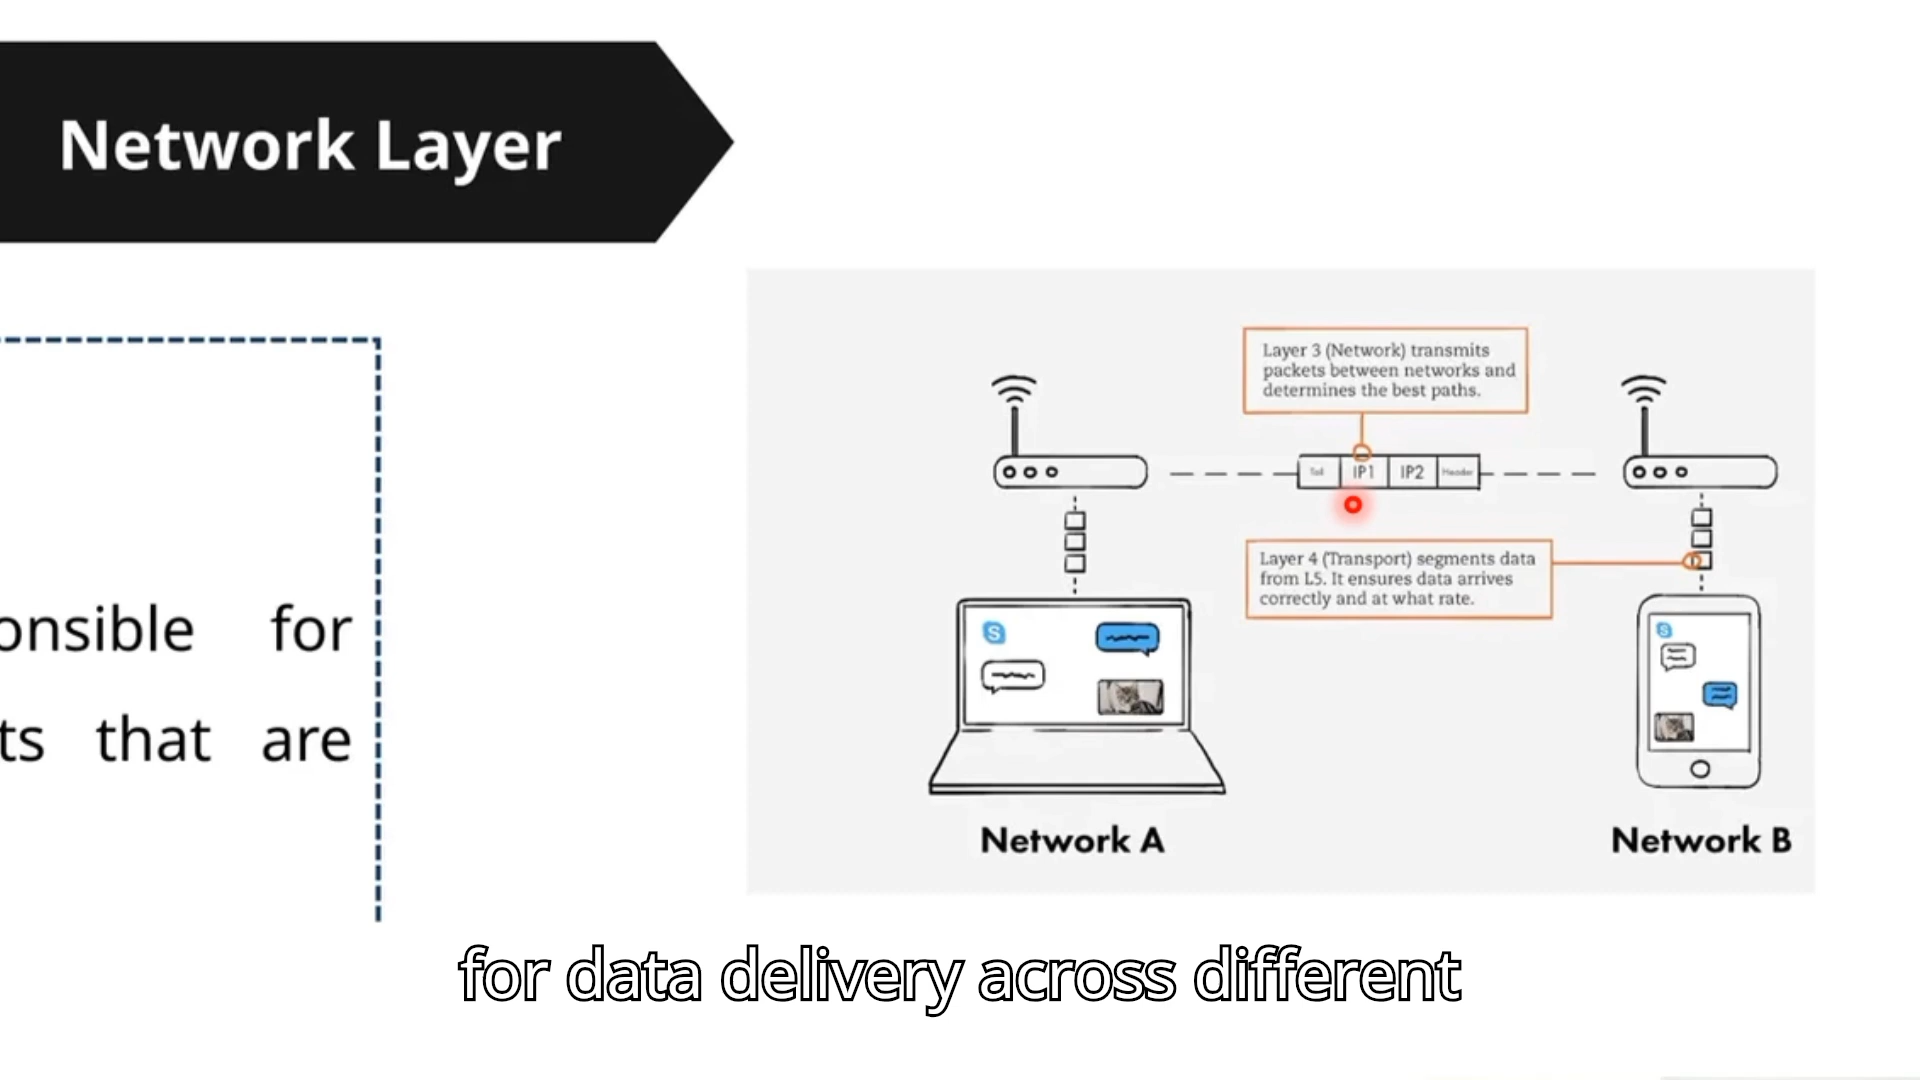 Network Layer
Layer 3 (Network) transmits
packets between networks and
determines the best paths.
Tail IP1 IP2 Header
Layer 4 (Transport) segments data
from L5. It ensures data arrives
correctly and at what rate.
onsible for
ts that are
S
S
Network A
Network B
for data delivery across different